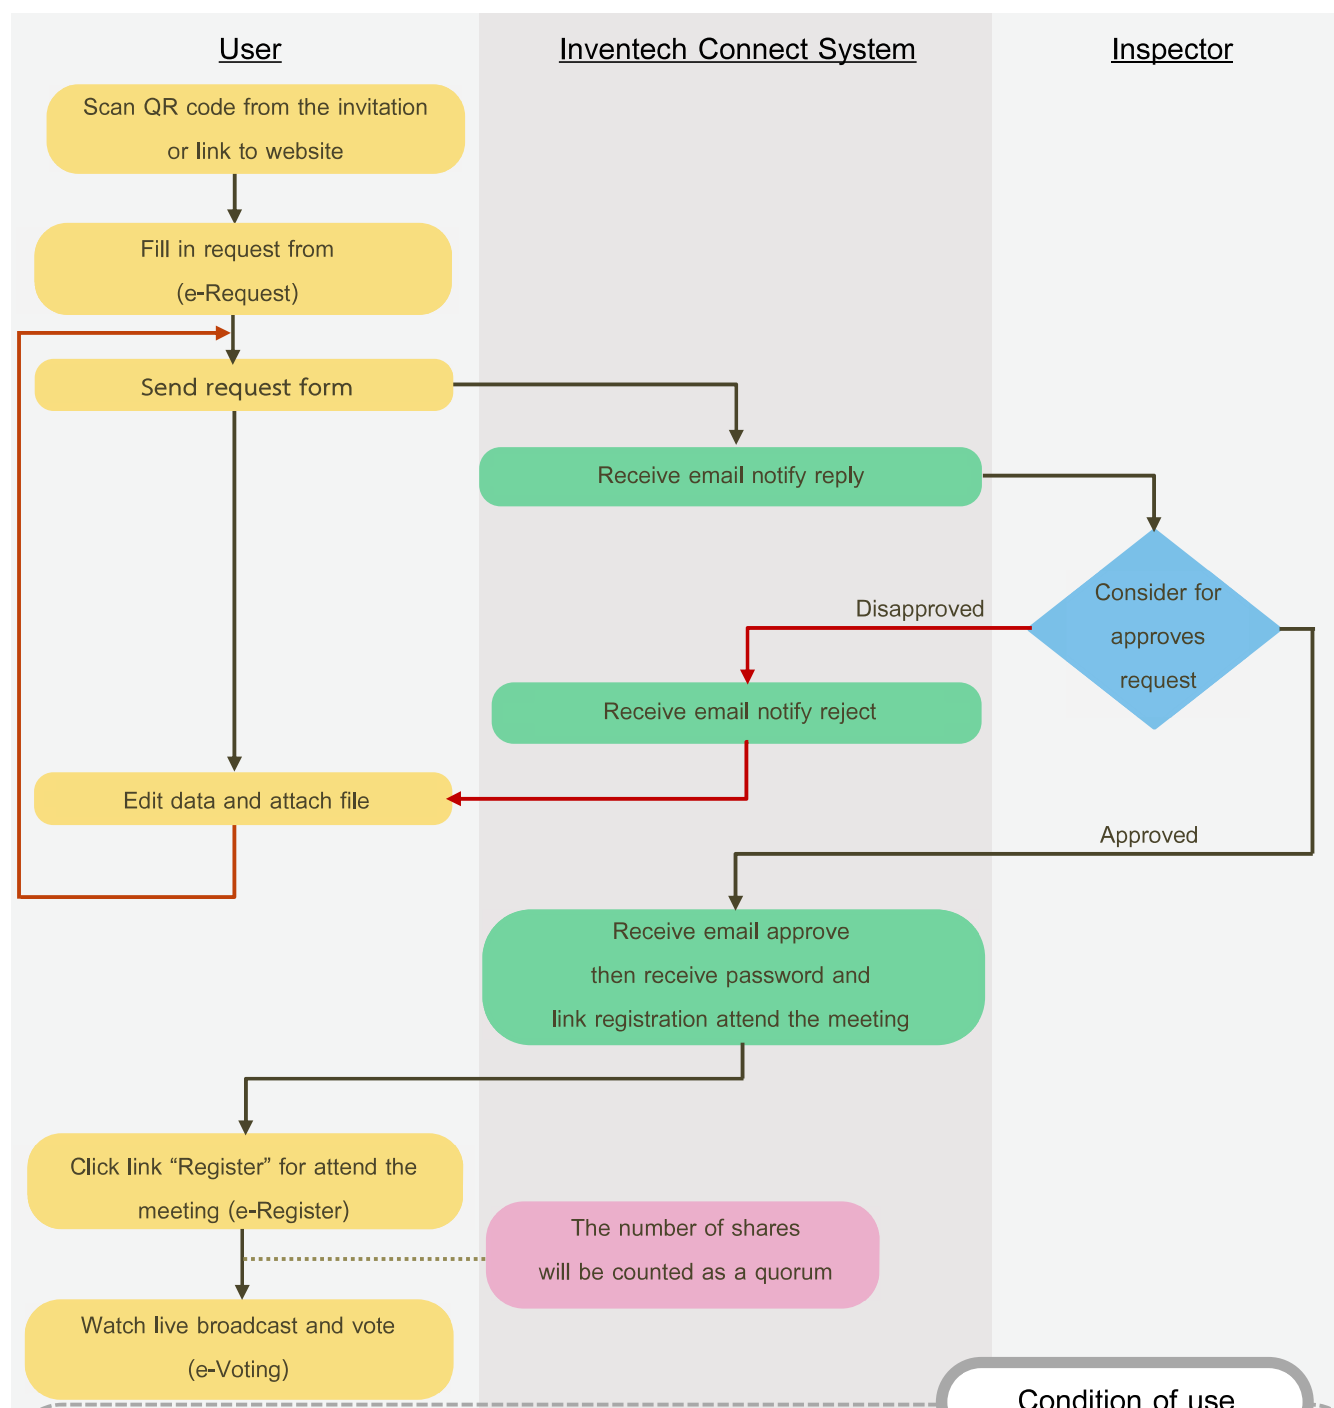 User
Inventech Connect System
Inspector
Scan QR code from the invitation
or link to website
Fill in request from
(e-Request)
Send request form
Receive email notify reply
Consider for
approves
request
Disapproved
Receive email notify reject
Edit data and attach file
Approved
Receive email approve
then receive password and
link registration attend the meeting
Click link “Register” for attend the
meeting (e-Register)
The number of shares
will be counted as a quorum
Watch live broadcast and vote
(e-Voting)
Condition of use